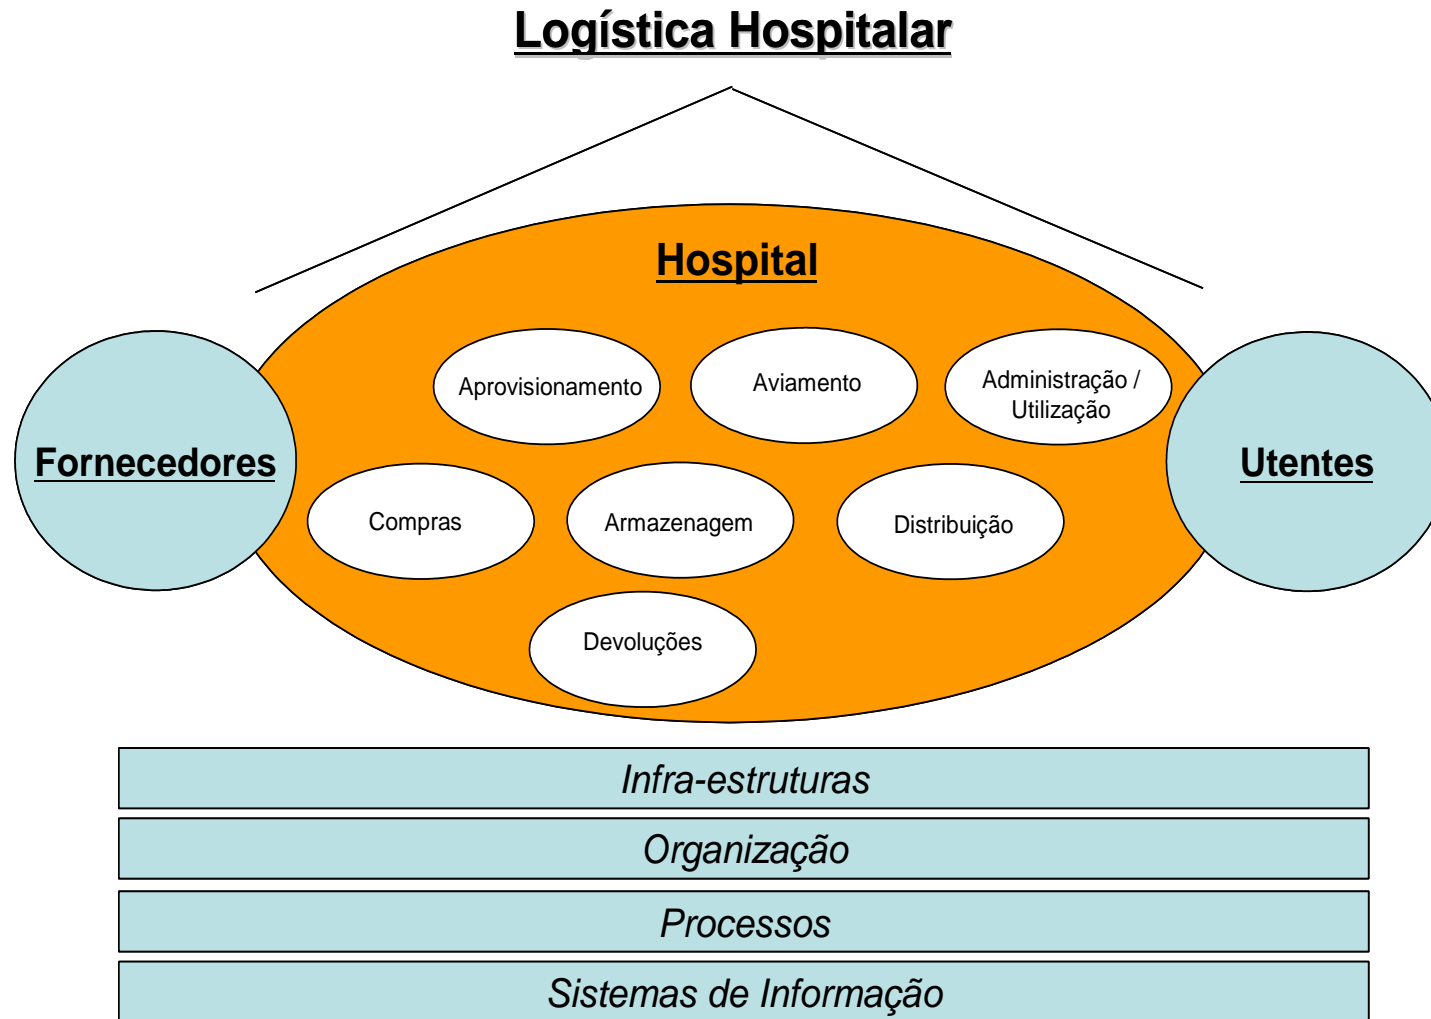 Logística Hospitalar
Hospital
Aprovisionamento
Aviamento
Administração /
Utilização
Fornecedores
Utentes
Compras
Armazenagem
Distribuição
Devoluções
Infra-estruturas
Organização
Processos
Sistemas de Informação